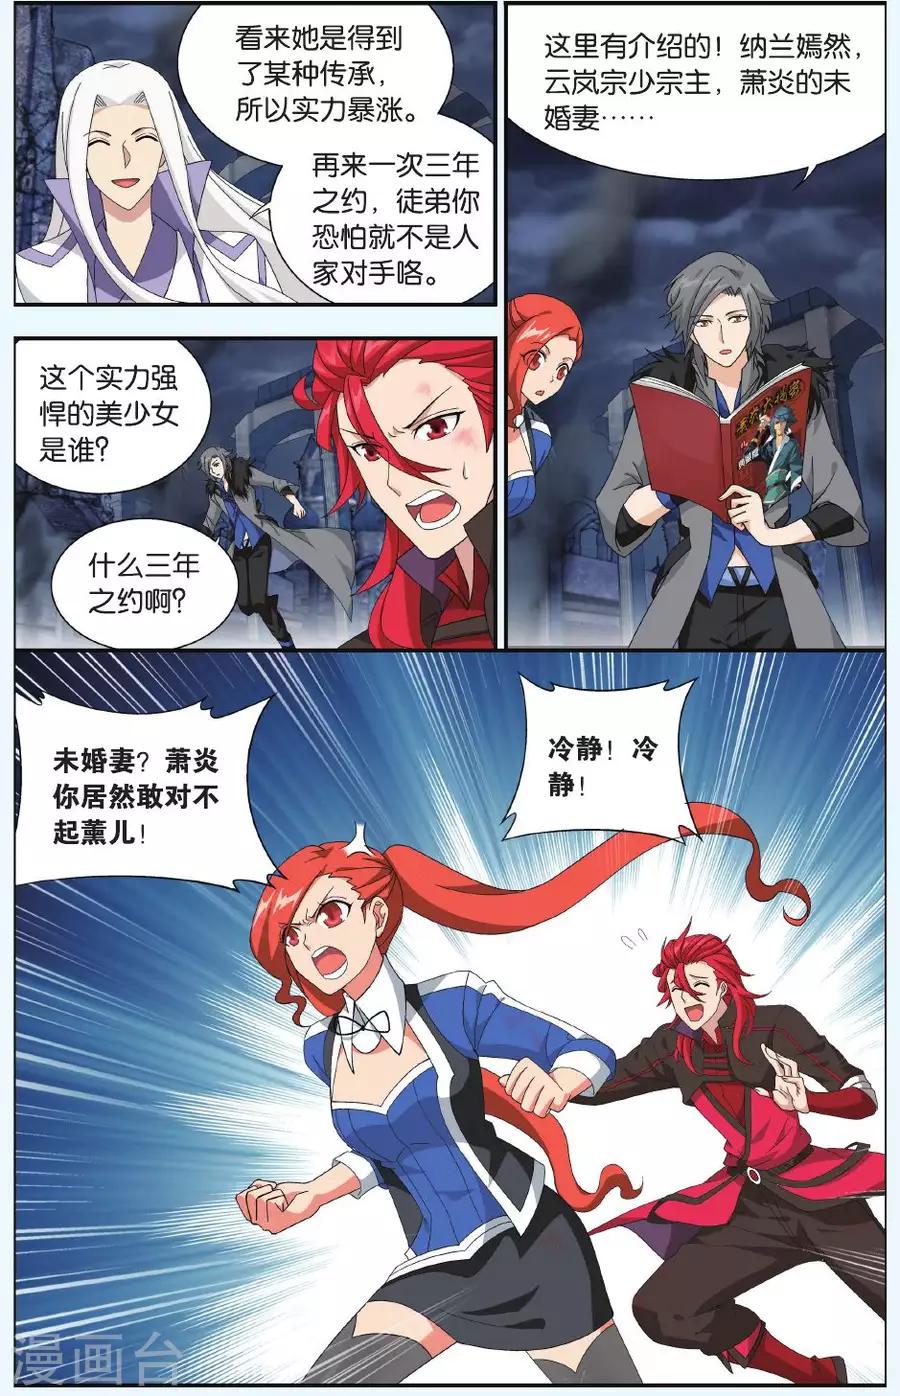 看来她是得到
了某种传承，
所以实力暴涨。
再来一次三年
之约，徒弟你
恐怕就不是人
家对手咯。
这里有介绍的！纳兰嫣然，
云岚宗少宗主，萧炎的未
婚妻……
这个实力强
悍的美少女
是谁？
什么三年
之约啊？
未婚妻？萧炎
你居然敢对不
起薰儿！
冷静！冷
静！
漫画台